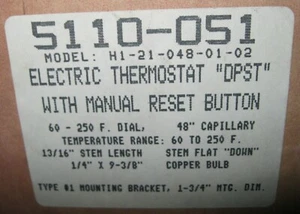 5110-051
MODEL: H1-21-048-01-02
ELECTRIC THERMOSTAT "DPST"
WITH MANUAL RESET BUTTON
60 - 250 F. DIAL, 48" CAPILLARY
TEMPERATURE RANGE: 60 TO 250 F.
13/16" STEM LENGTH STEM FLAT "DOWN"
1/4" X 9-3/8" COPPER BULB
TYPE #1 MOUNTING BRACKET, 1-3/4" MTG. DIM.